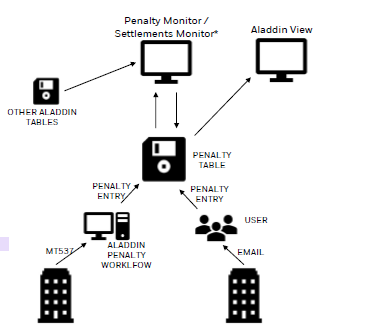 Penalty Monitor /
Settlements Monitor*
Aladdin View
OTHER ALADDIN
TABLES
PENALTY
TABLE
PENALTY
ENTRY
PENALTY
ENTRY
USER
ALADDIN
PENALTY
WORKLFOW
MT537
EMAIL